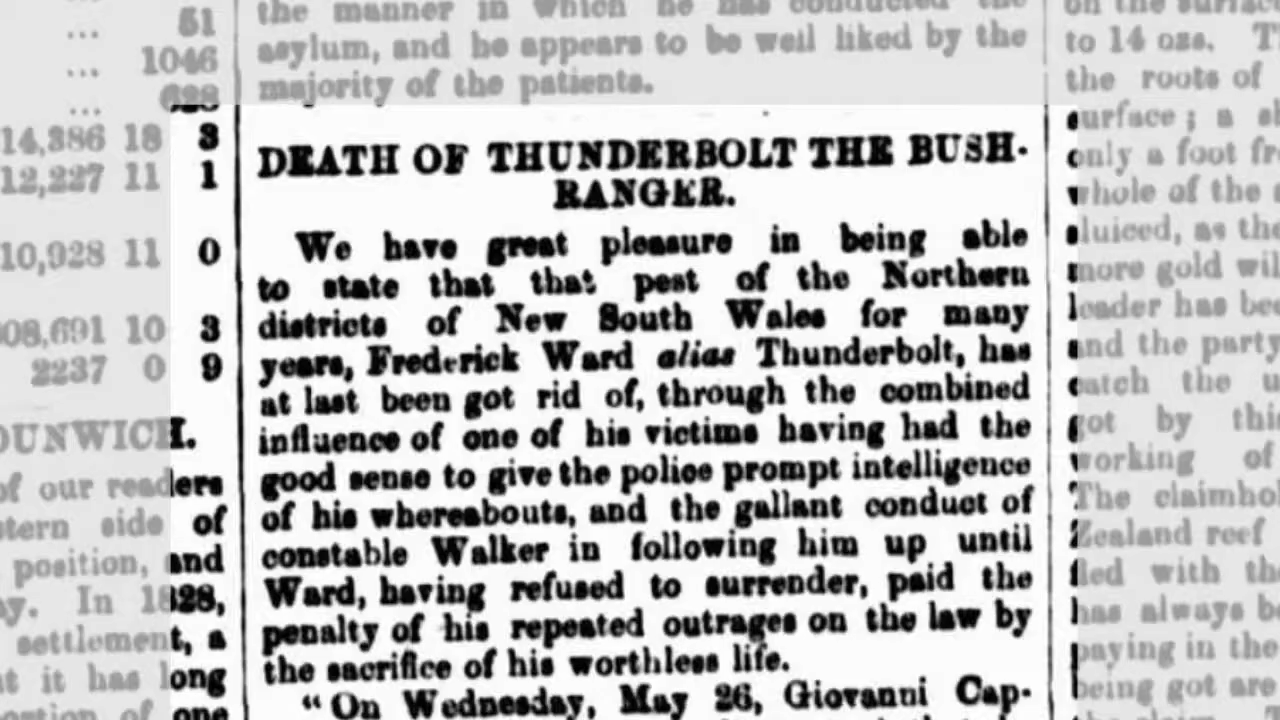 ... 51
... 1046
... 628
14,386 18 3
12,227 11 1
10,928 11 0
08,691 10 3
2237 0 9
DUNWICH.
of our readers
stern side of
position, and
In 1828,
settlement, a
it it has long
portion of one
the manner in which he has conducted the
asylum, and he appears to be well liked by the
majority of the patients.
DEATH OF THUNDERBOLT THE BUSH-
RANGER.
We have great pleasure in being able
to state that that pest of the Northern
districts of New South Wales for many
years, Frederick Ward alias Thunderbolt, has
at last been got rid of, through the combined
influence of one of his victims having had the
good sense to give the police prompt intelligence
of his whereabouts, and the gallant conduct of
constable Walker in following him up until
Ward, having refused to surrender, paid the
penalty of his repeated outrages on the law by
the sacrifice of his worthless life.
"On Wednesday, May 26, Giovanni Cap-
on the surface
to 14 ozs.
the roots of
surface; a
only a foot
whole of the
sluiced, as the
more gold
leader has
and the party
catch the
got by
working of
The
Zealand reef
with the
has always
paying in the
being got are
the claim.